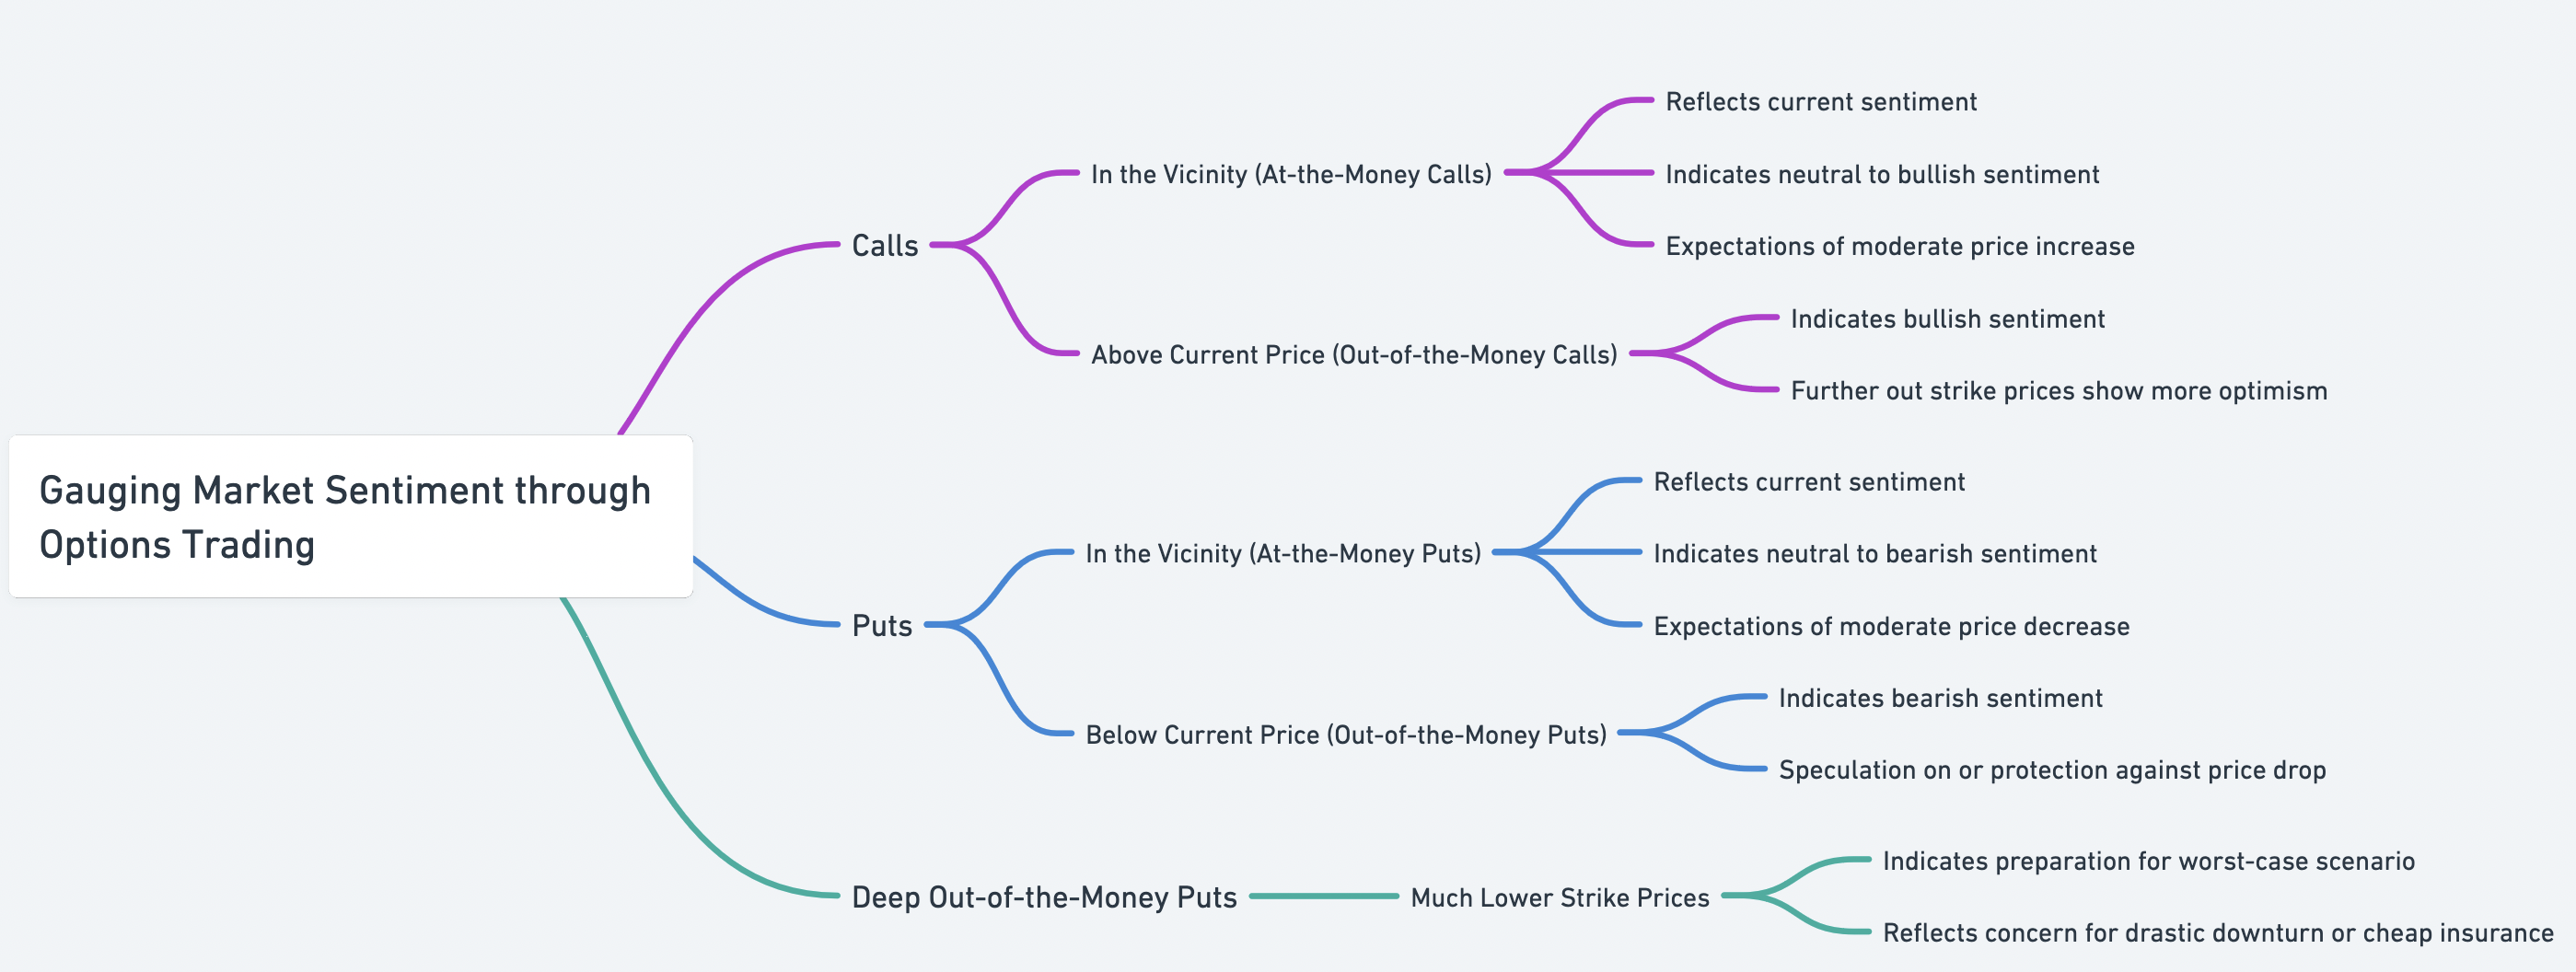 Gauging Market Sentiment through
Options Trading
Calls
In the Vicinity (At-the-Money Calls)
Reflects current sentiment
Indicates neutral to bullish sentiment
Expectations of moderate price increase
Above Current Price (Out-of-the-Money Calls)
Indicates bullish sentiment
Further out strike prices show more optimism
Puts
In the Vicinity (At-the-Money Puts)
Reflects current sentiment
Indicates neutral to bearish sentiment
Expectations of moderate price decrease
Below Current Price (Out-of-the-Money Puts)
Indicates bearish sentiment
Speculation on or protection against price drop
Deep Out-of-the-Money Puts
Much Lower Strike Prices
Indicates preparation for worst-case scenario
Reflects concern for drastic downturn or cheap insurance